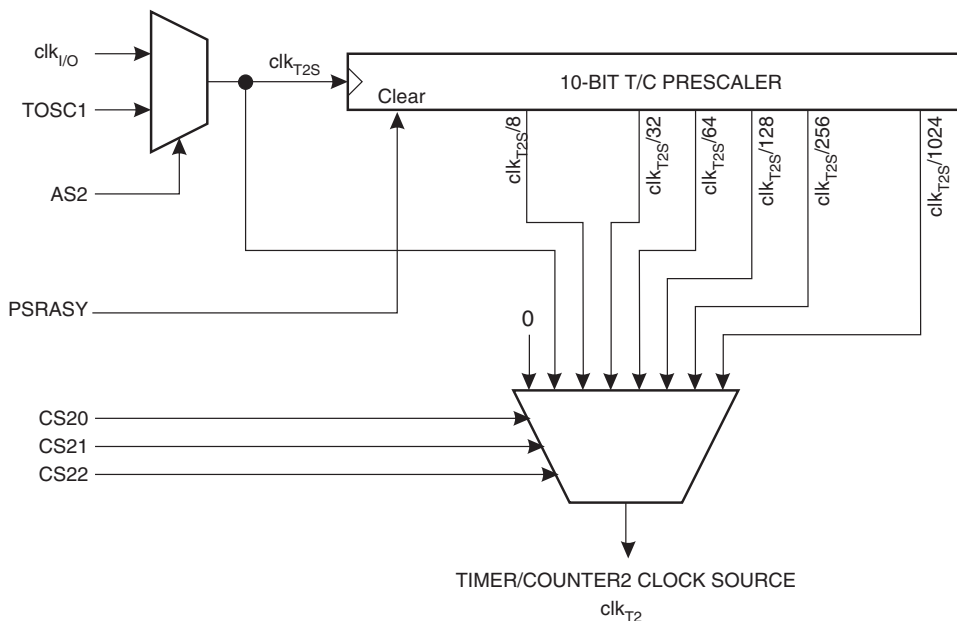 clkI/O
TOSC1
AS2
PSRASY
clkT2S
10-BIT T/C PRESCALER
Clear
clkT2S/8
clkT2S/32
clkT2S/64
clkT2S/128
clkT2S/256
clkT2S/1024
0
CS20
CS21
CS22
TIMER/COUNTER2 CLOCK SOURCE
clkT2